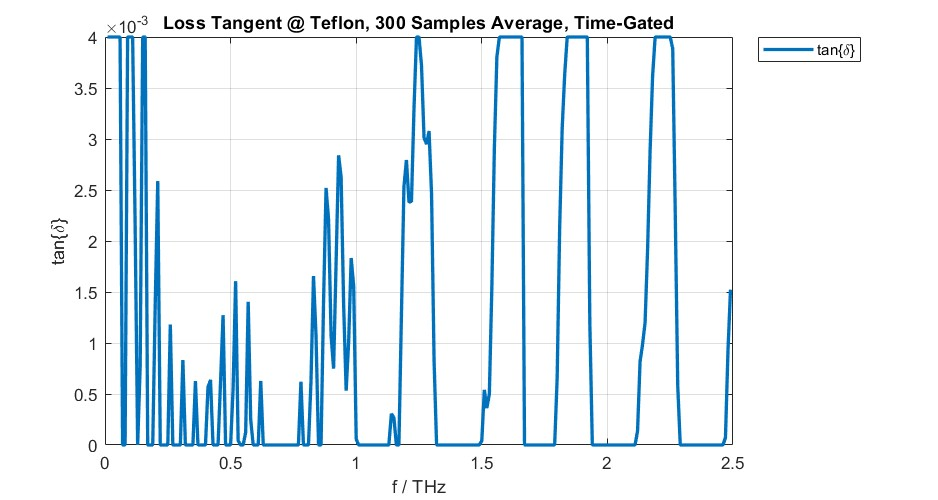 ×10⁻³
Loss Tangent @ Teflon, 300 Samples Average, Time-Gated
4
3.5
3
2.5
2
1.5
1
0.5
0
tan{δ}
0 0.5 1 1.5 2 2.5
f / THz
tan{δ}